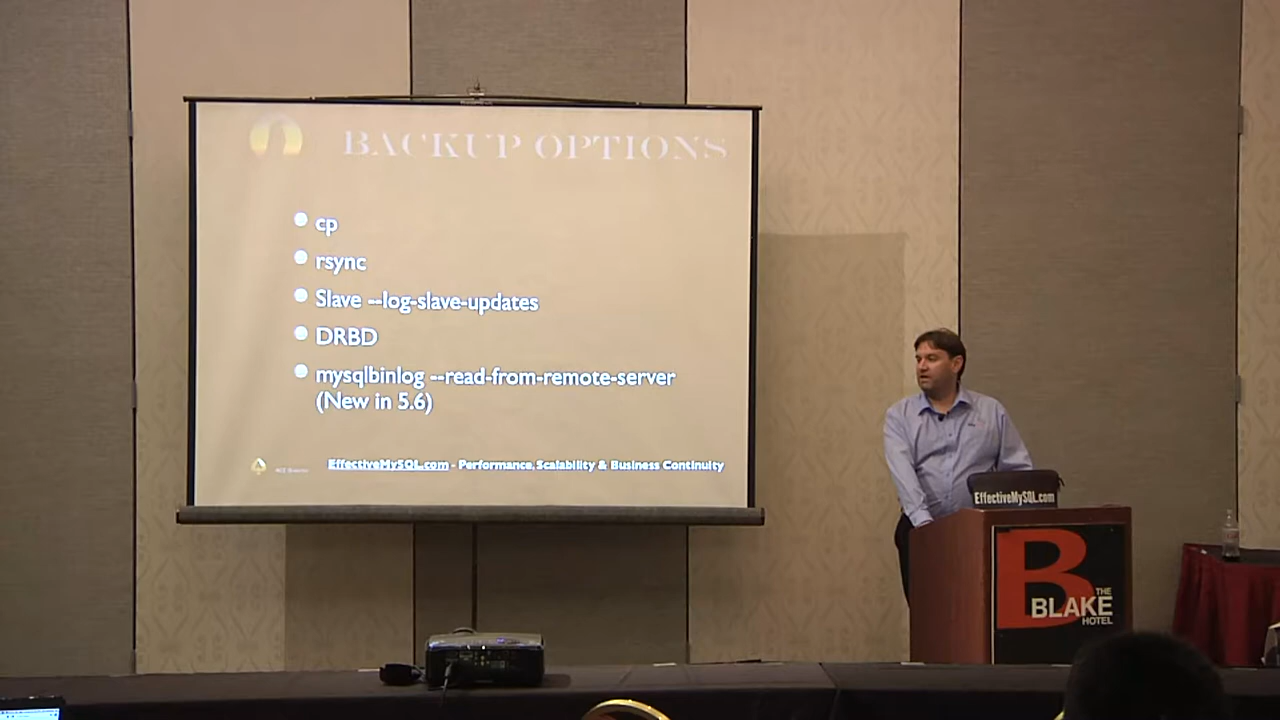 BACKUP OPTIONS
cp
rsync
Slave --log-slave-updates
DRBD
mysqlbinlog --read-from-remote-server
(New in 5.6)
EffectiveMySQL.com - Performance, Scalability & Business Continuity
EffectiveMySQL.com
B
THE
BLAKE
HOTEL